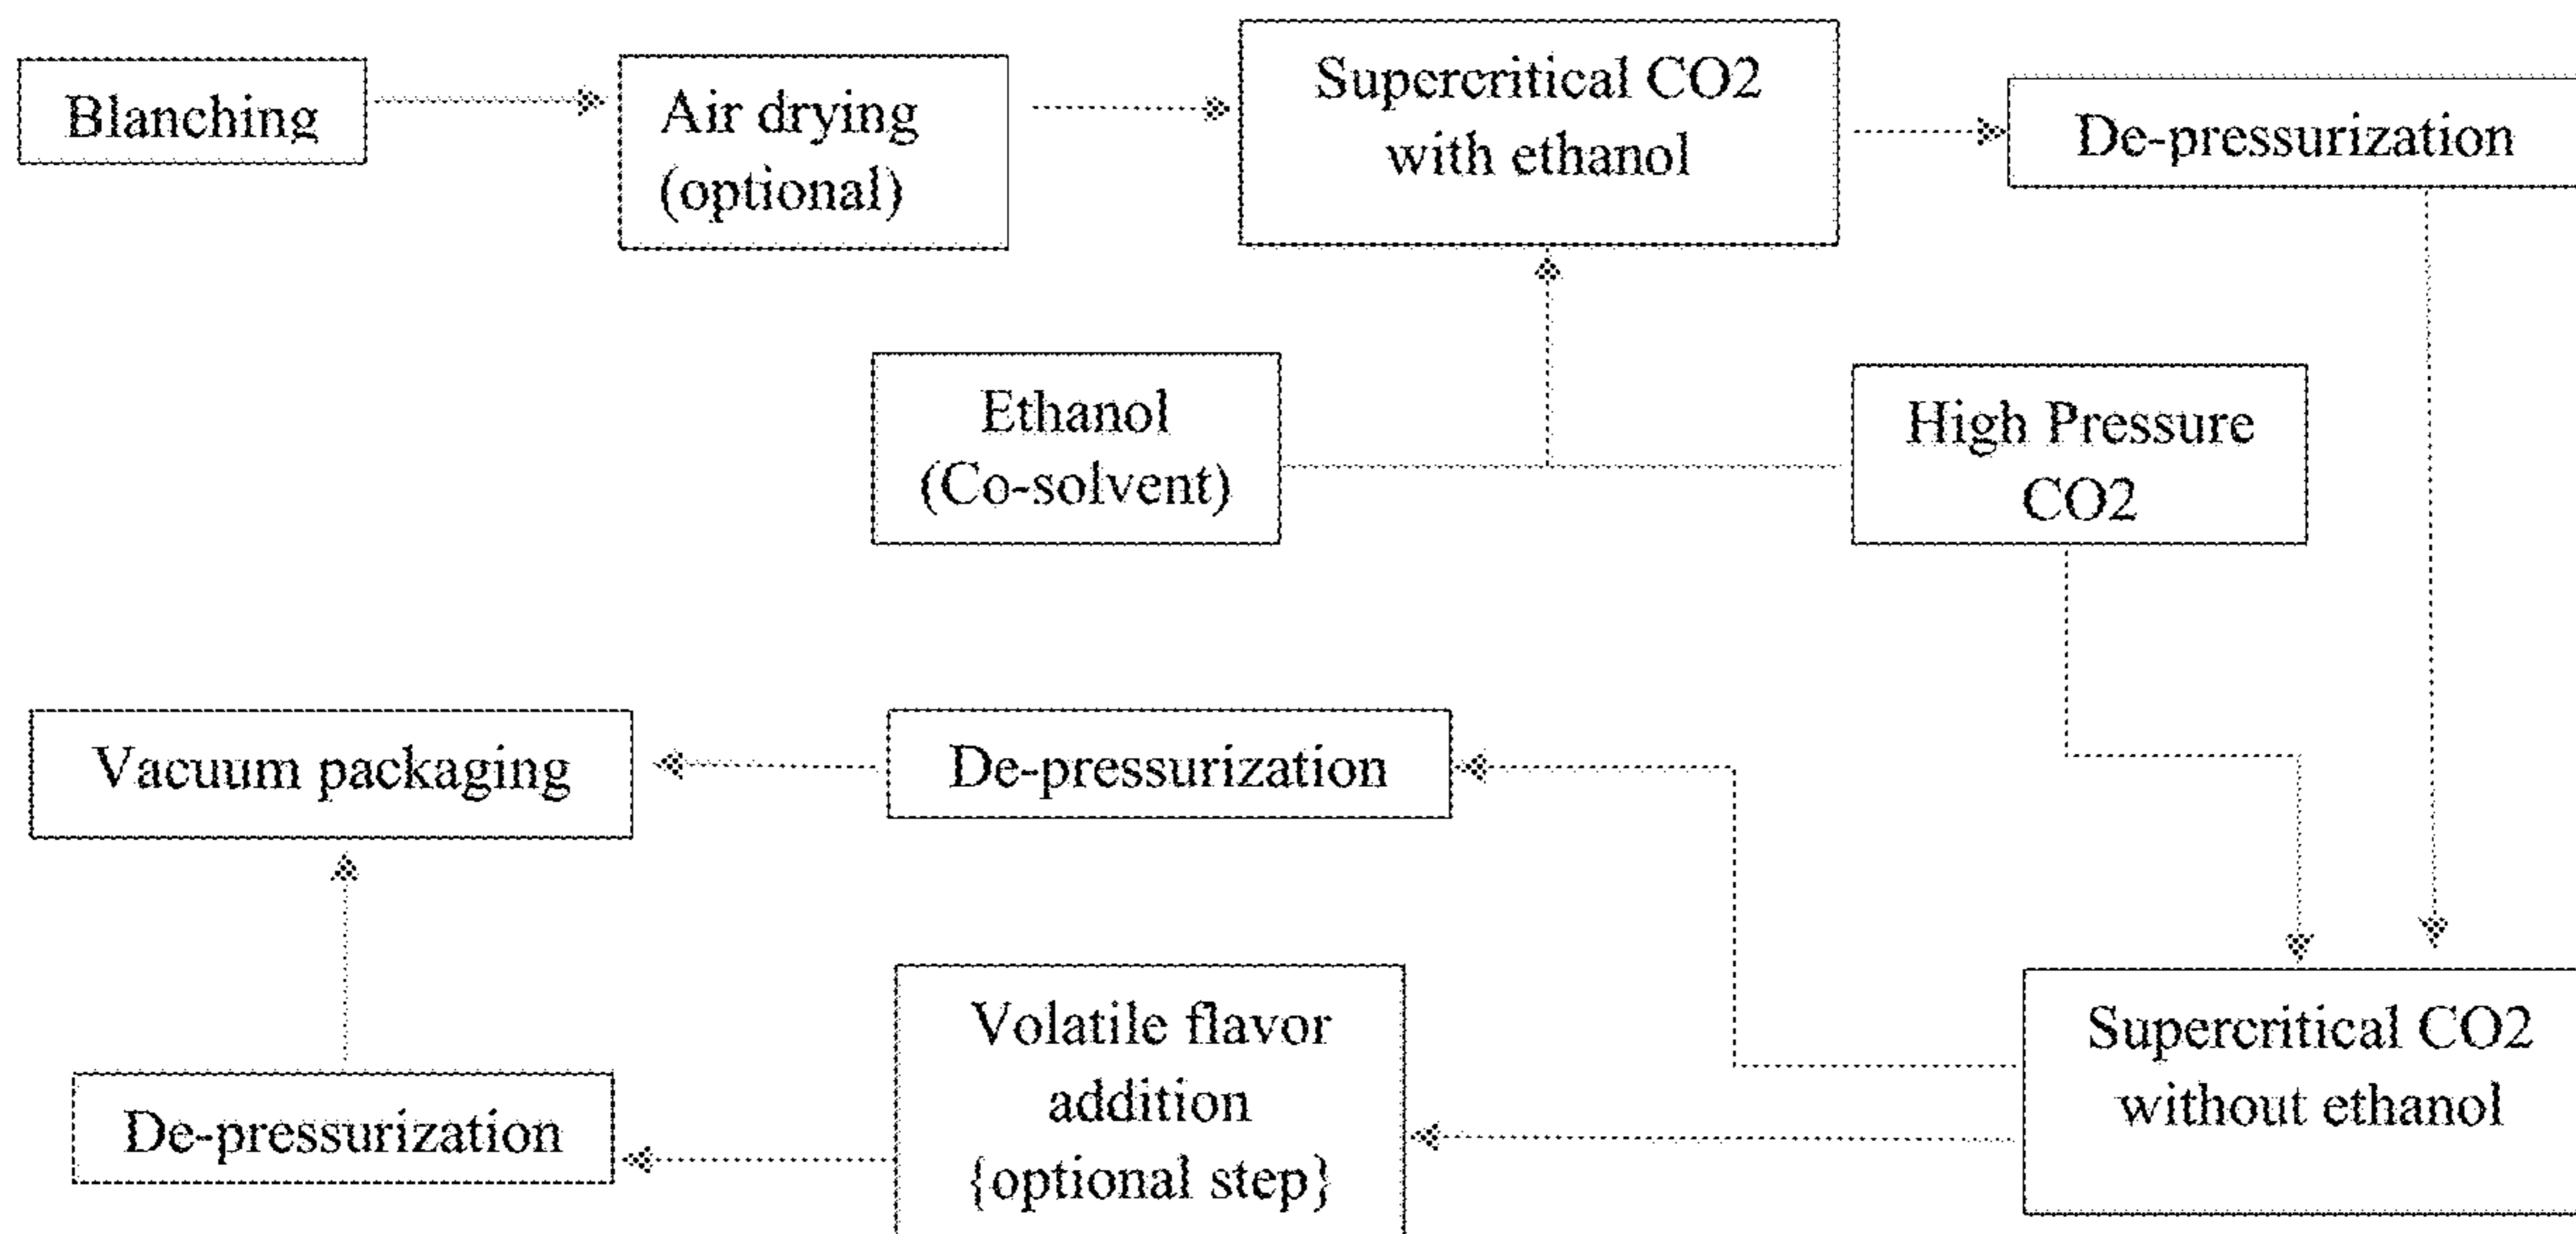 Blanching
Air drying
(optional)
Supercritical CO2
with ethanol
De-pressurization
Ethanol
(Co-solvent)
High Pressure
CO2
Vacuum packaging
De-pressurization
De-pressurization
Volatile flavor
addition
{optional step}
Supercritical CO2
without ethanol